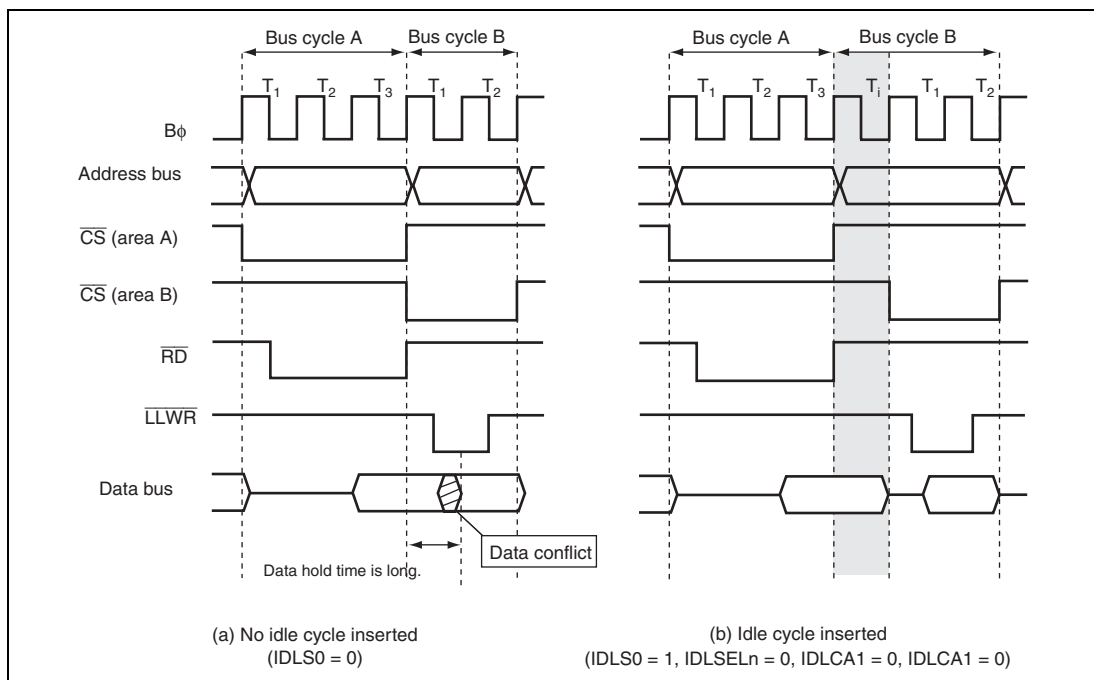 Bus cycle A
Bus cycle B
T1 T2 T3 T1 T2
Bφ
Address bus
CS (area A)
CS (area B)
RD
LLWR
Data bus
Data conflict
Data hold time is long.
(a) No idle cycle inserted
(IDLS0 = 0)
Bus cycle A
Bus cycle B
T1 T2 T3 Ti T1 T2
(b) Idle cycle inserted
(IDLS0 = 1, IDLSELn = 0, IDLCA1 = 0, IDLCA1 = 0)